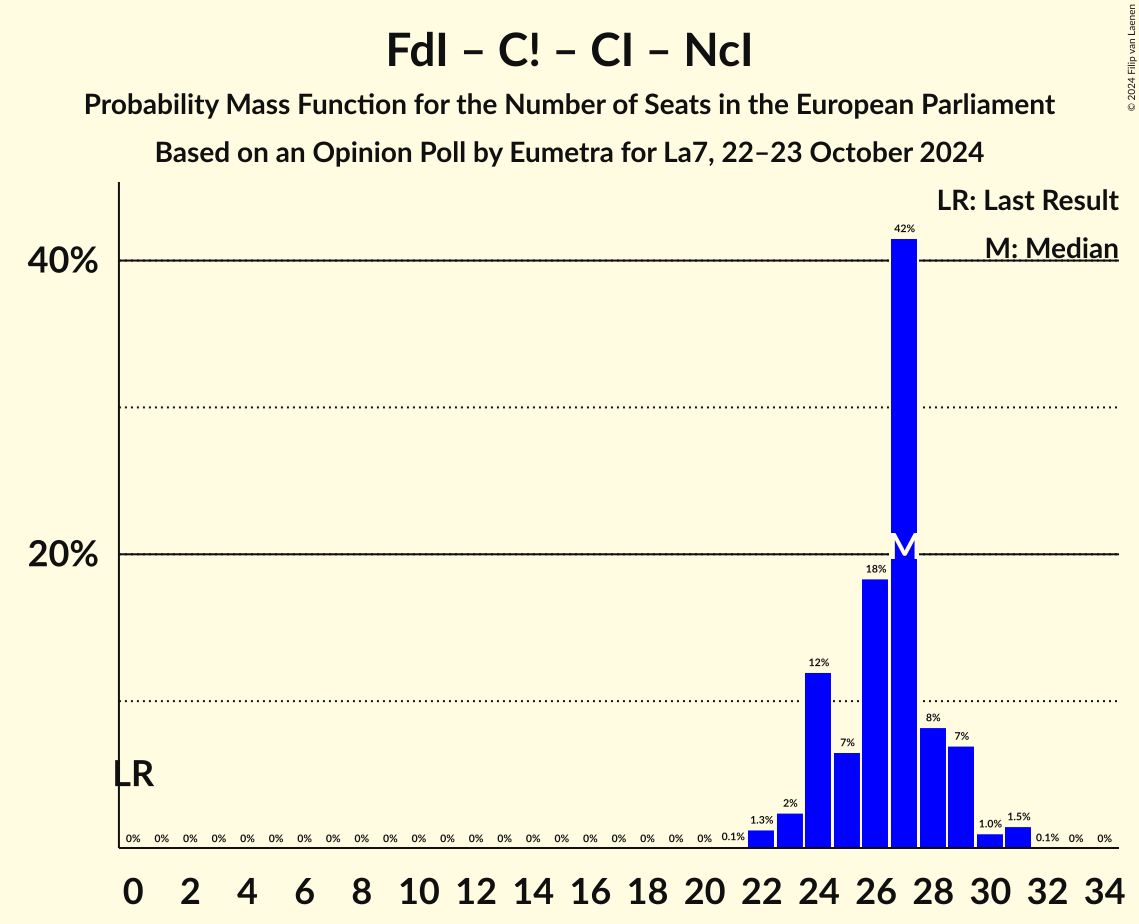 FdI – C! – CI – NcI
Probability Mass Function for the Number of Seats in the European Parliament
Based on an Opinion Poll by Eumetra for La7, 22–23 October 2024
© 2024 Filip van Laenen
LR: Last Result
M: Median
40%
20%
42%
M
18%
12%
7%
8%
7%
LR
0% 0% 0% 0% 0% 0% 0% 0% 0% 0% 0% 0% 0% 0% 0% 0% 0% 0% 0% 0% 0% 0.1% 1.3% 2% 1.0% 1.5% 0.1% 0% 0%
0 2 4 6 8 10 12 14 16 18 20 22 24 26 28 30 32 34